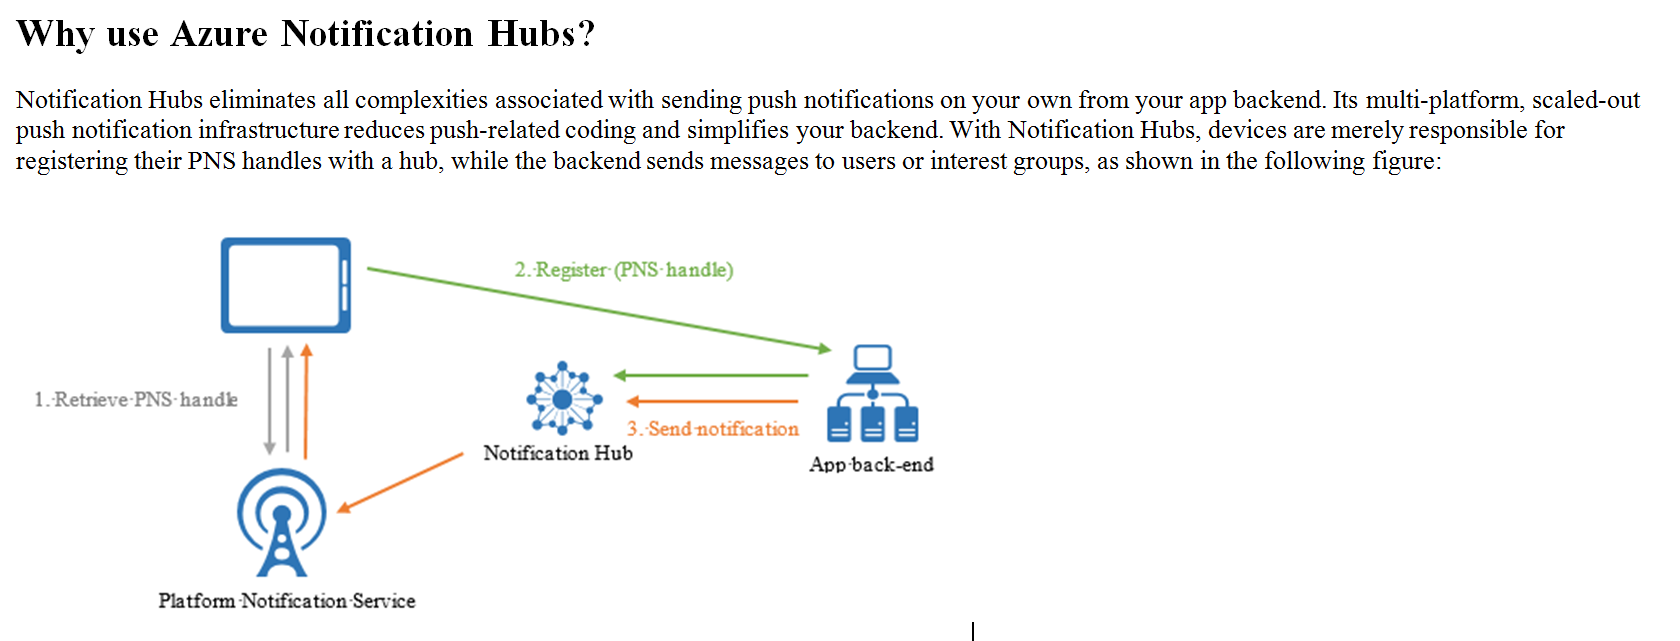 Why use Azure Notification Hubs?
Notification Hubs eliminates all complexities associated with sending push notifications on your own from your app backend. Its multi-platform, scaled-out
push notification infrastructure reduces push-related coding and simplifies your backend. With Notification Hubs, devices are merely responsible for
registering their PNS handles with a hub, while the backend sends messages to users or interest groups, as shown in the following figure:
2.·Register·(PNS·handle)
1.·Retrieve·PNS·handle
3.·Send·notification
Notification Hub
App·back-end
Platform·Notification·Service